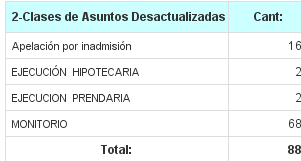 2-Clases de Asuntos Desactualizadas Cant:
Apelación por inadmisión 16
EJECUCIÓN HIPOTECARIA 2
EJECUCION PRENDARIA 2
MONITORIO 68
Total: 88